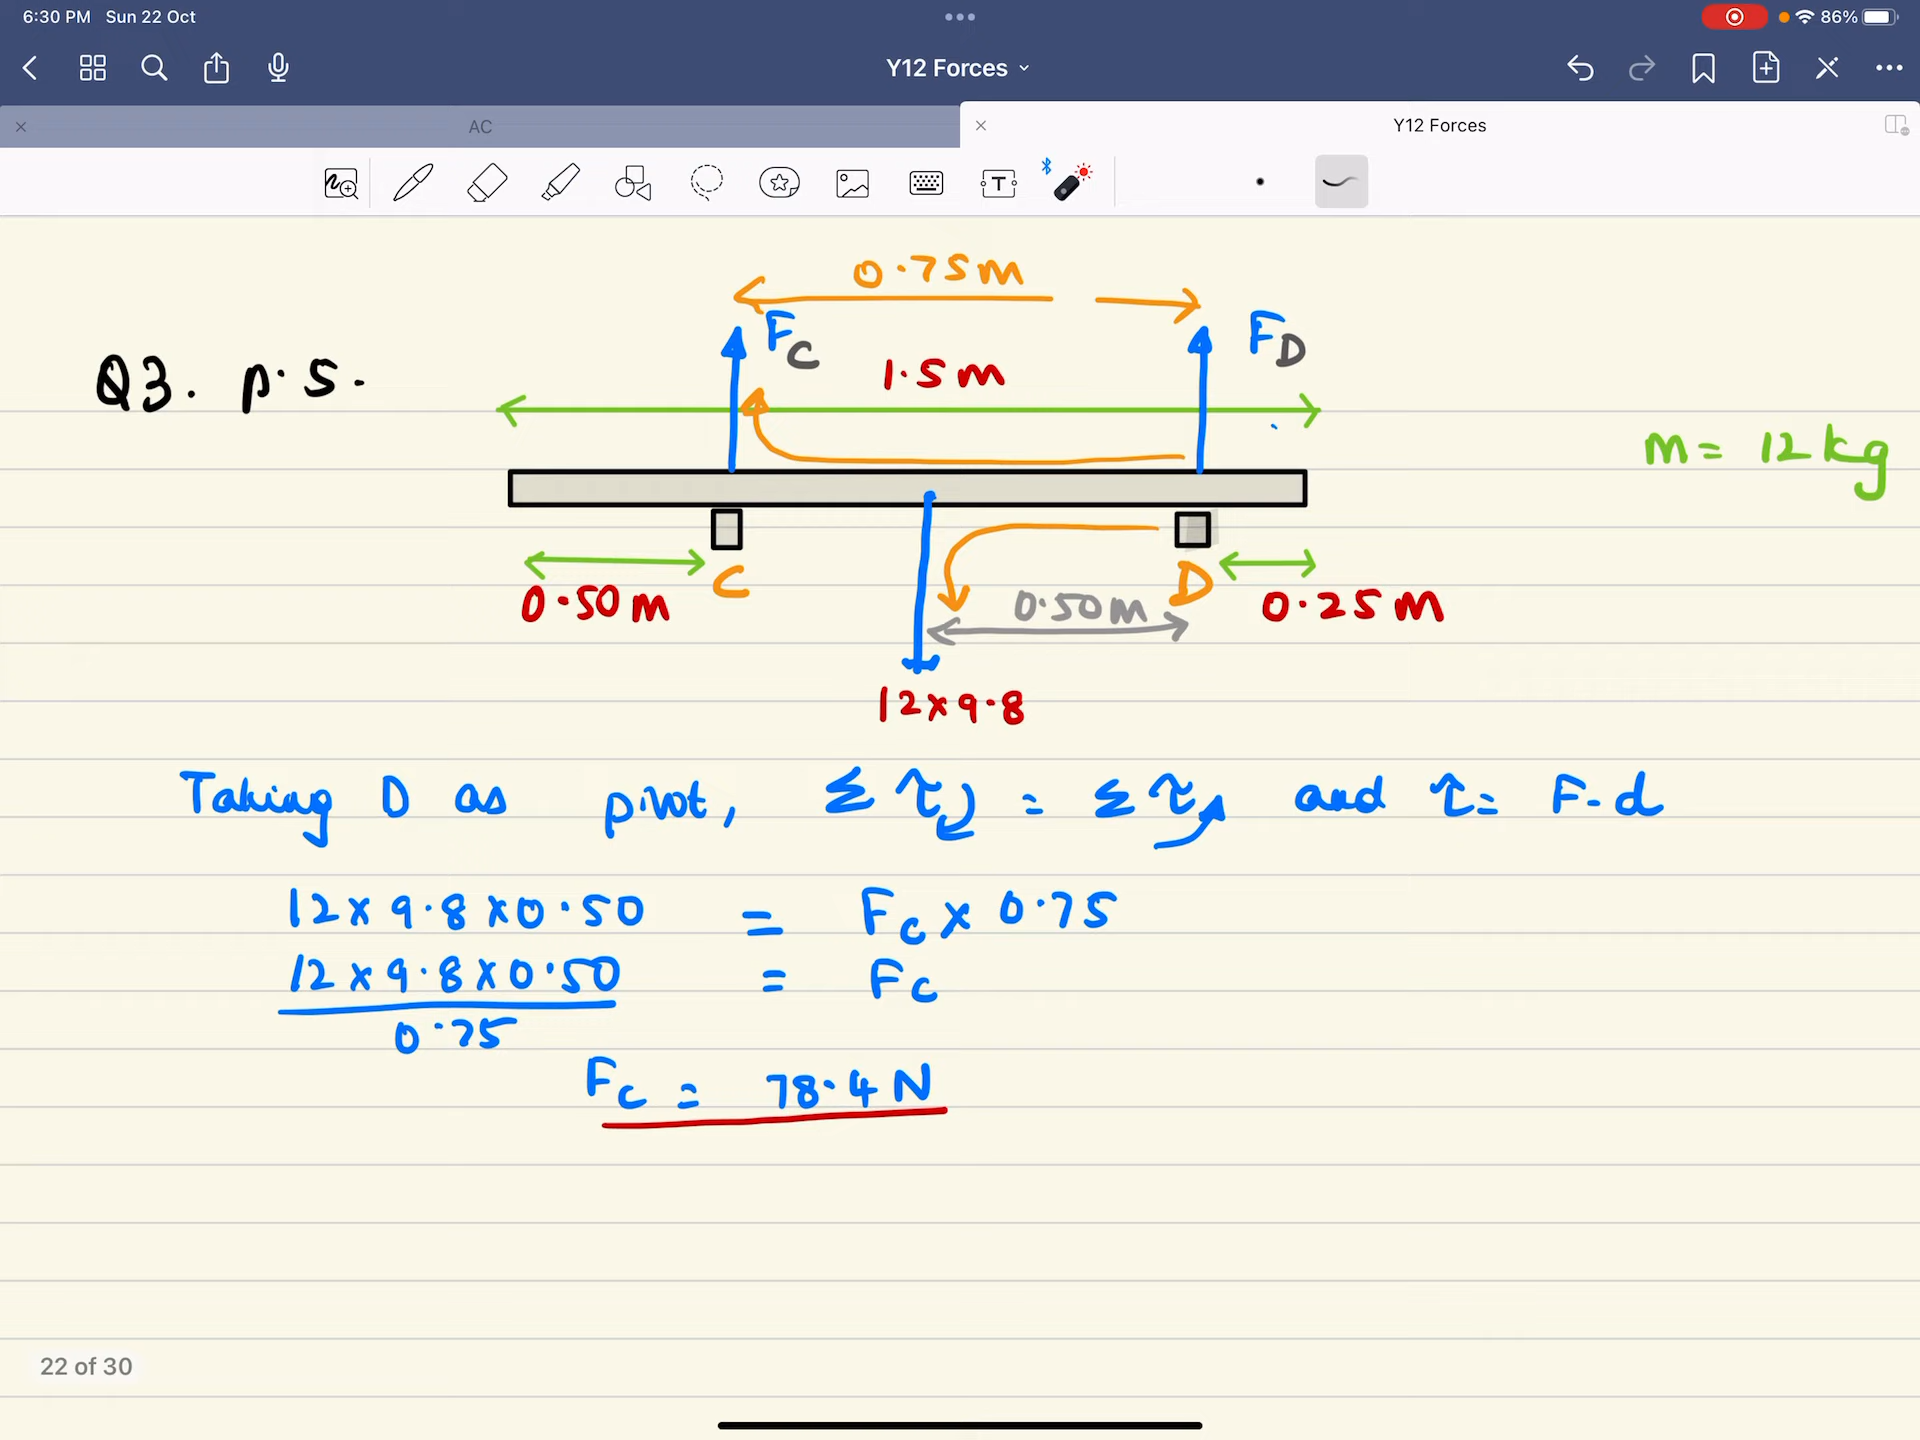 6:30 PM Sun 22 Oct
86%
Y12 Forces
AC
Y12 Forces
T
0.75m
FC
FD
Q3. p.5.
1.5m
m = 12kg
C
D
0.50m
0.50m
0.25m
12×9.8
Taking D as pivot, Σ τ = Σ τ and τ = F.d
12× 9.8 ×0.50 = FC× 0.75
12×9.8×0.50 = FC
0.75
FC = 78.4 N
22 of 30